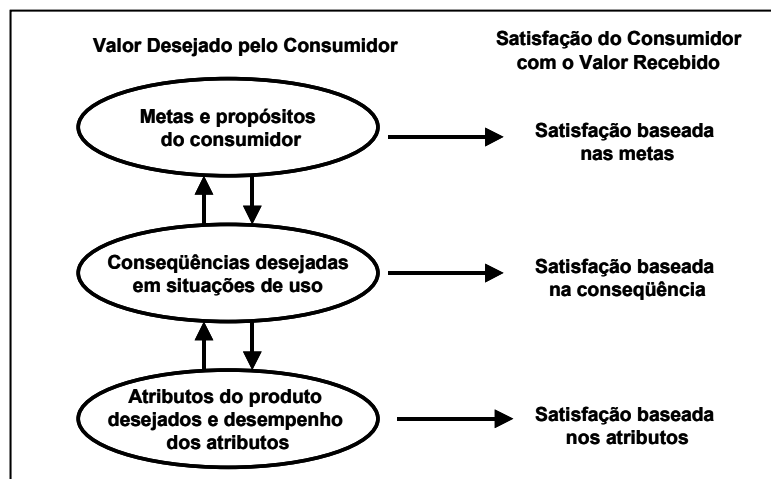 Valor Desejado pelo Consumidor
Satisfação do Consumidor
com o Valor Recebido
Metas e propósitos
do consumidor
Satisfação baseada
nas metas
Conseqüências desejadas
em situações de uso
Satisfação baseada
na conseqüência
Atributos do produto
desejados e desempenho
dos atributos
Satisfação baseada
nos atributos